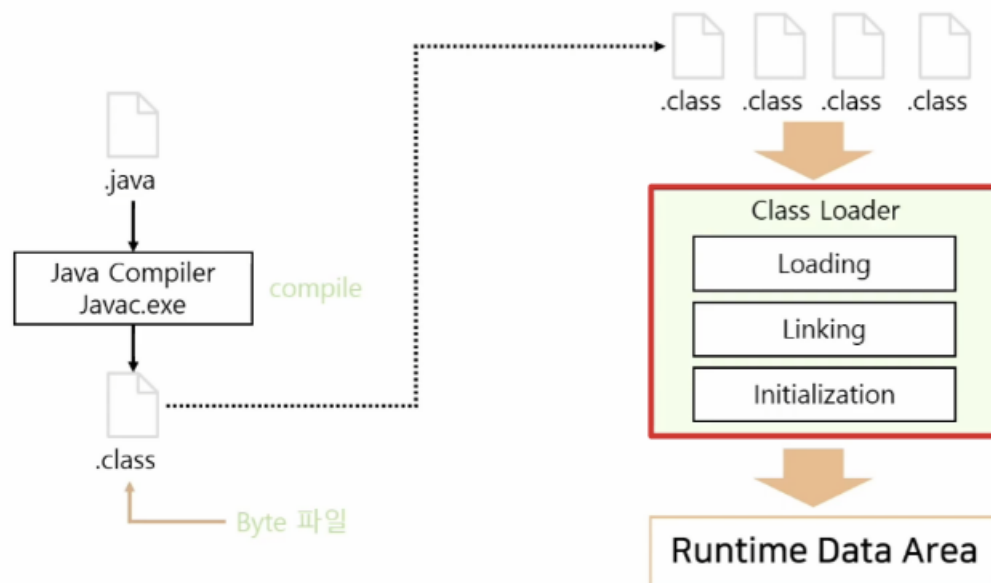 .java
Java Compiler
Javac.exe
compile
.class
Byte 파일
.class .class .class .class
Class Loader
Loading
Linking
Initialization
Runtime Data Area